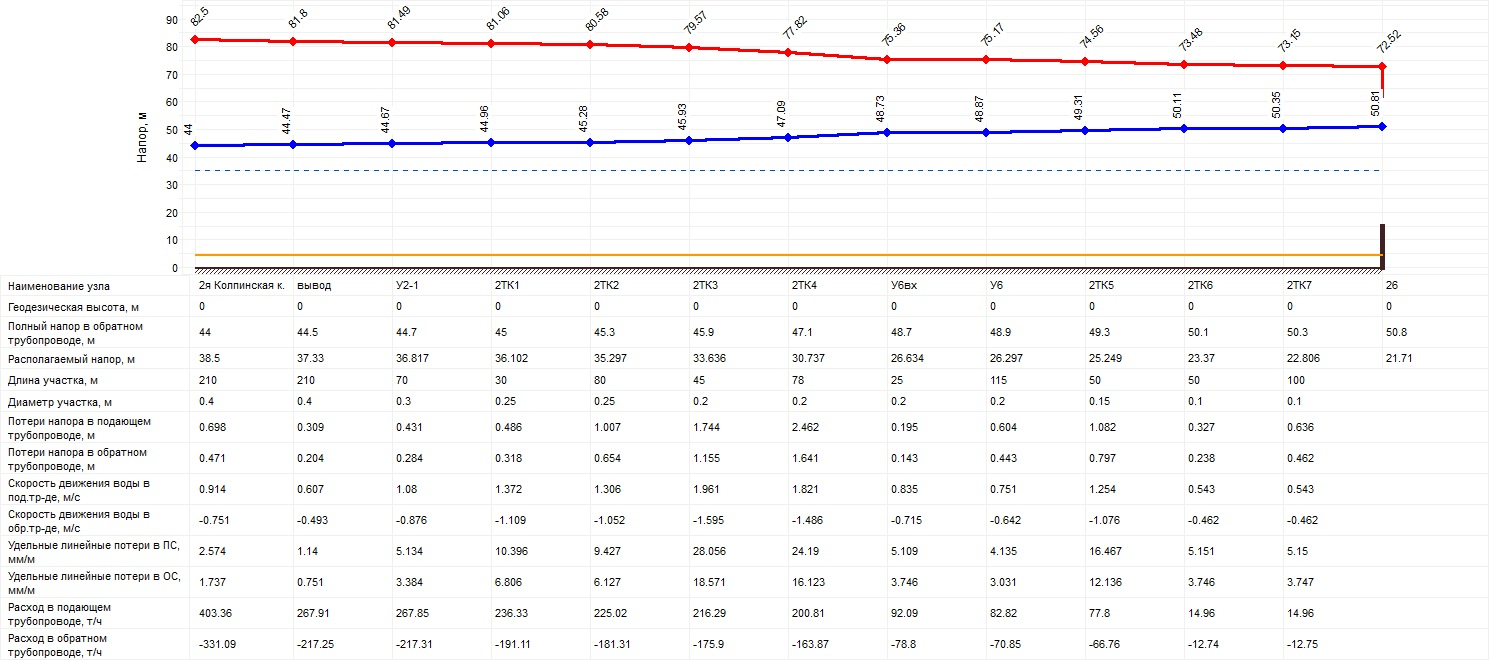 90
80
70
60
50
40
30
20
10
0
Напор, м
82.5
81.8
81.49
81.06
80.58
79.57
77.82
75.36
75.17
74.56
73.48
73.15
72.52
44
44.47
44.67
44.96
45.28
45.93
47.09
48.73
48.87
49.31
50.11
50.35
50.81
Наименование узла 2я Колпинская к. вывод У2-1 2ТК1 2ТК2 2ТК3 2ТК4 У6вх У6 2ТК5 2ТК6 2ТК7 26
Геодезическая высота, м 0 0 0 0 0 0 0 0 0 0 0 0 0
Полный напор в обратном
трубопроводе, м 44 44.5 44.7 45 45.3 45.9 47.1 48.7 48.9 49.3 50.1 50.3 50.8
Располагаемый напор, м 38.5 37.33 36.817 36.102 35.297 33.636 30.737 26.634 26.297 25.249 23.37 22.806 21.71
Длина участка, м 210 210 70 30 80 45 78 25 115 50 50 100
Диаметр участка, м 0.4 0.4 0.3 0.25 0.25 0.2 0.2 0.2 0.2 0.15 0.1 0.1
Потери напора в подающем
трубопроводе, м 0.698 0.309 0.431 0.486 1.007 1.744 2.462 0.195 0.604 1.082 0.327 0.636
Потери напора в обратном
трубопроводе, м 0.471 0.204 0.284 0.318 0.654 1.155 1.641 0.143 0.443 0.797 0.238 0.462
Скорость движения воды в
под.тр-де, м/с 0.914 0.607 1.08 1.372 1.306 1.961 1.821 0.835 0.751 1.254 0.543 0.543
Скорость движения воды в
обр.тр-де, м/с -0.751 -0.493 -0.876 -1.109 -1.052 -1.595 -1.486 -0.715 -0.642 -1.076 -0.462 -0.462
Удельные линейные потери в ПС,
мм/м 2.574 1.14 5.134 10.396 9.427 28.056 24.19 5.109 4.135 16.467 5.151 5.15
Удельные линейные потери в ОС,
мм/м 1.737 0.751 3.384 6.806 6.127 18.571 16.123 3.746 3.031 12.136 3.746 3.747
Расход в подающем
трубопроводе, т/ч 403.36 267.91 267.85 236.33 225.02 216.29 200.81 92.09 82.82 77.8 14.96 14.96
Расход в обратном
трубопроводе, т/ч -331.09 -217.25 -217.31 -191.11 -181.31 -175.9 -163.87 -78.8 -70.85 -66.76 -12.74 -12.75